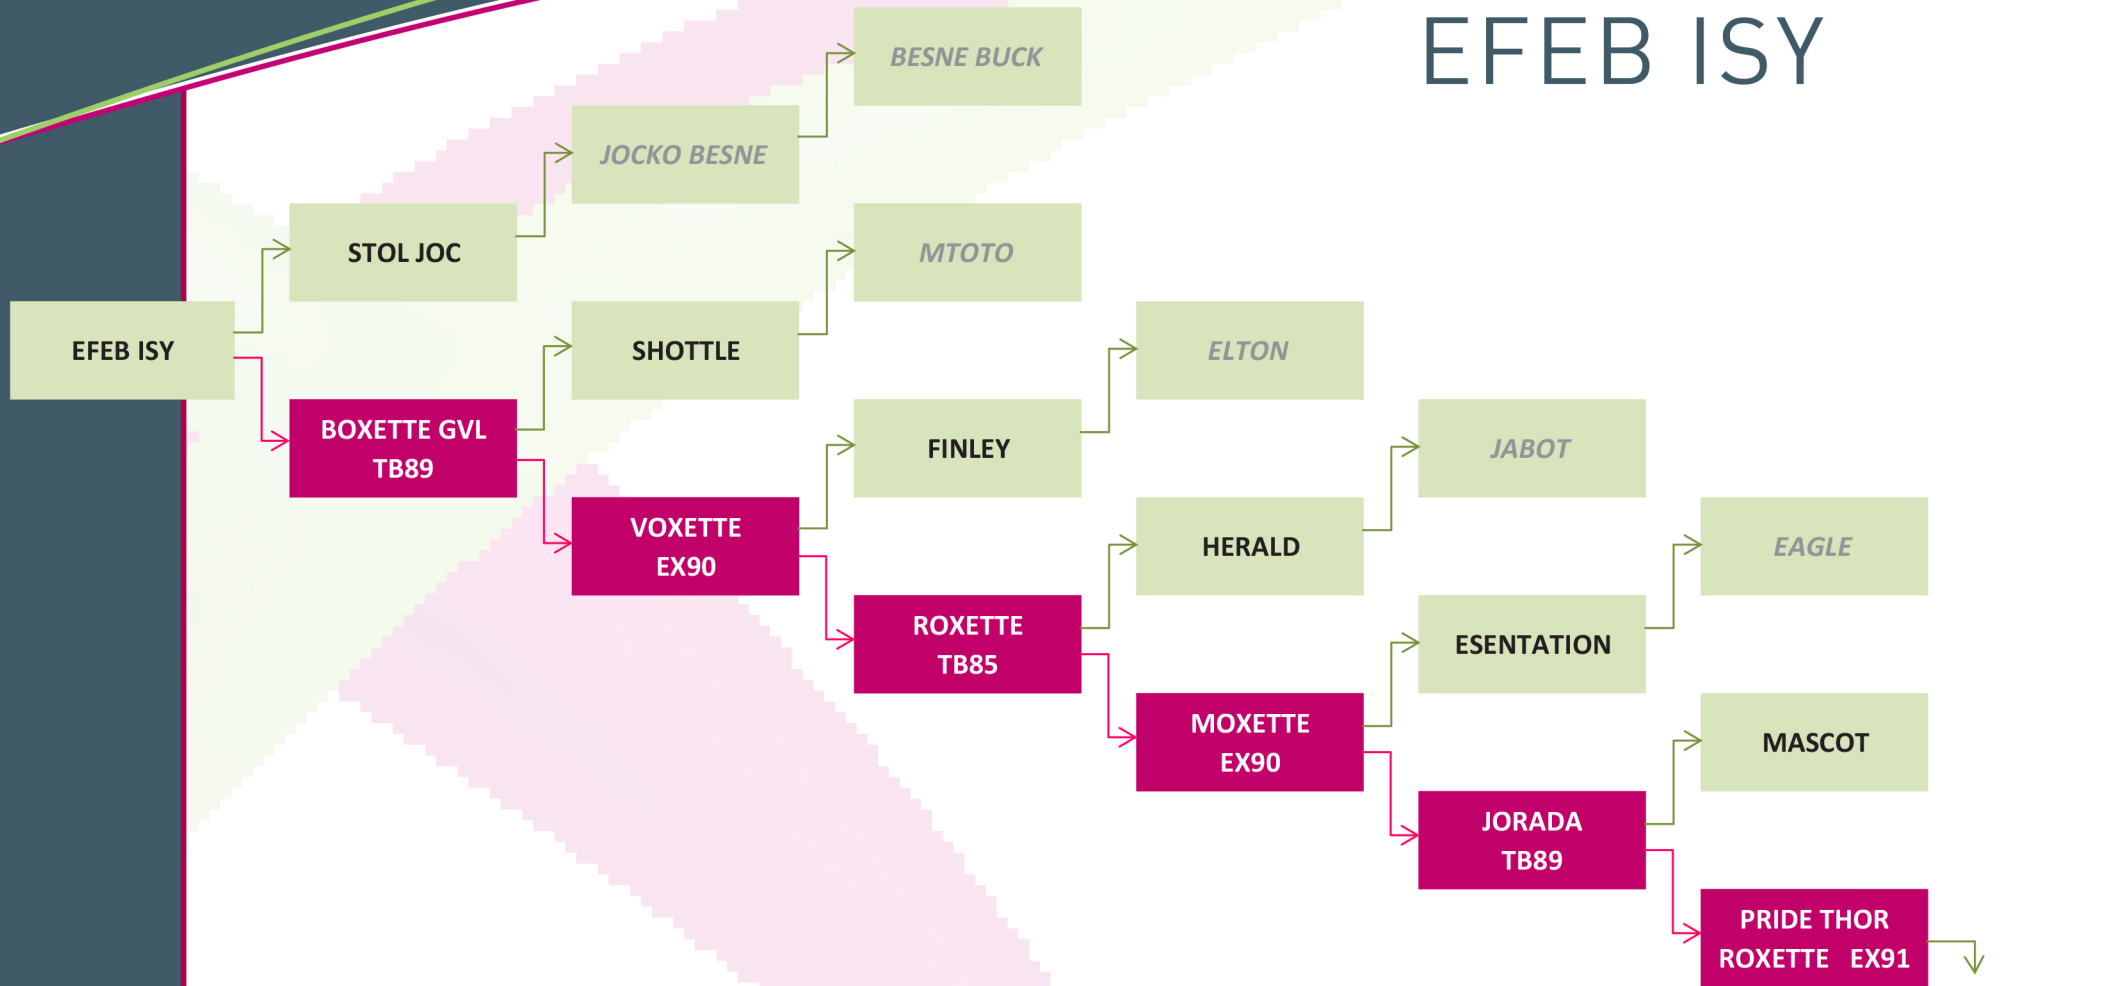 EFEB ISY
BESNE BUCK
JOCKO BESNE
STOL JOC
MTOTO
EFEB ISY
SHOTTLE
ELTON
BOXETTE GVL
TB89
FINLEY
JABOT
VOXETTE
EX90
HERALD
EAGLE
ROXETTE
TB85
ESENTATION
MOXETTE
EX90
MASCOT
JORADA
TB89
PRIDE THOR
ROXETTE EX91